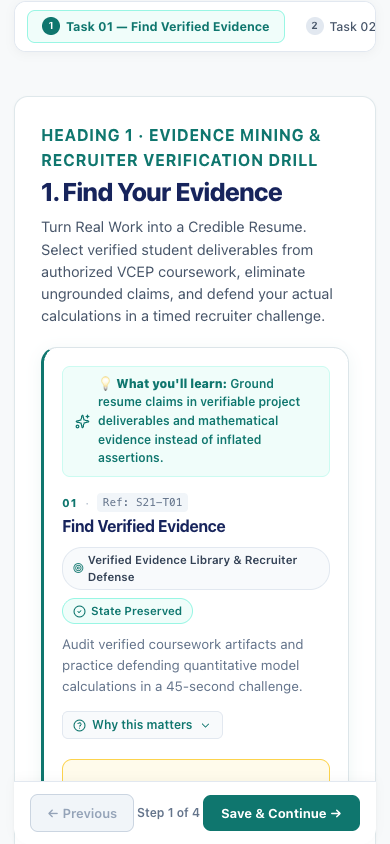 1 Task 01 — Find Verified Evidence 2 Task 02
HEADING 1 · EVIDENCE MINING &
RECRUITER VERIFICATION DRILL
1. Find Your Evidence
Turn Real Work into a Credible Resume.
Select verified student deliverables from
authorized VCEP coursework, eliminate
ungrounded claims, and defend your actual
calculations in a timed recruiter challenge.
💡 What you'll learn: Ground
resume claims in verifiable project
deliverables and mathematical
evidence instead of inflated
assertions.
01 · Ref: S21-T01
Find Verified Evidence
Verified Evidence Library & Recruiter
Defense
State Preserved
Audit verified coursework artifacts and
practice defending quantitative model
calculations in a 45-second challenge.
Why this matters
← Previous Step 1 of 4 Save & Continue →